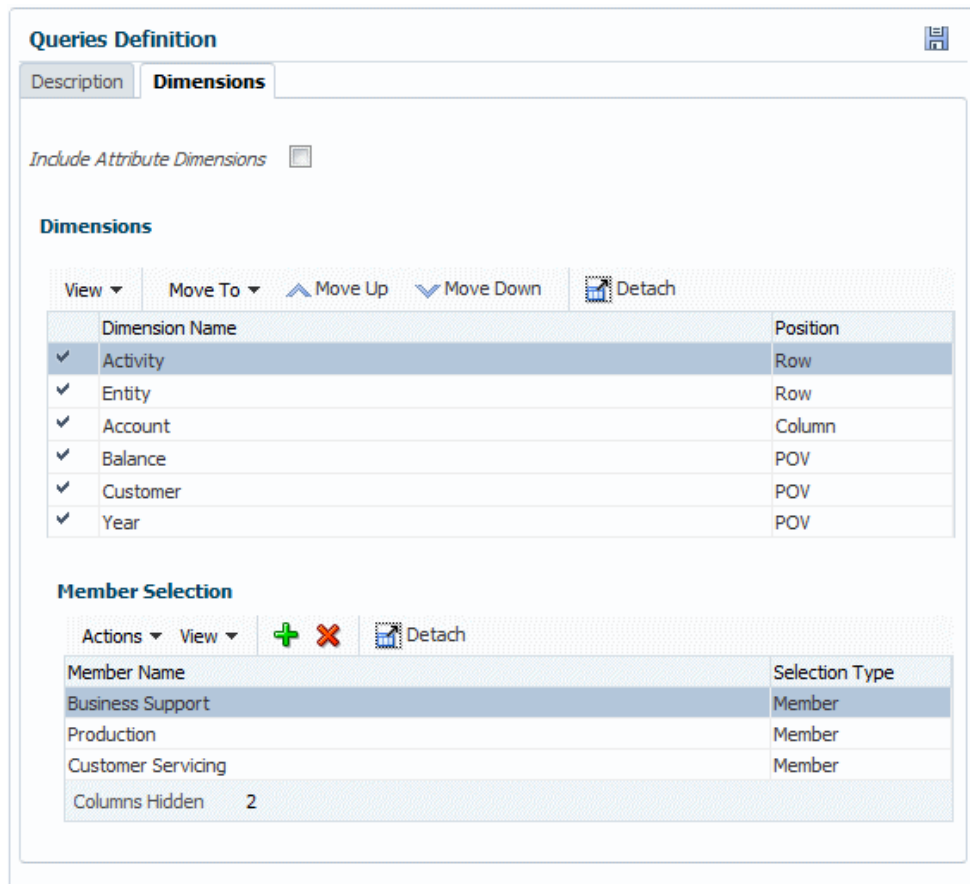 Queries Definition
Description Dimensions
Include Attribute Dimensions
Dimensions
View Move To Move Up Move Down Detach
Dimension Name Position
Activity Row
Entity Row
Account Column
Balance POV
Customer POV
Year POV
Member Selection
Actions View Detach
Member Name Selection Type
Business Support Member
Production Member
Customer Servicing Member
Columns Hidden 2